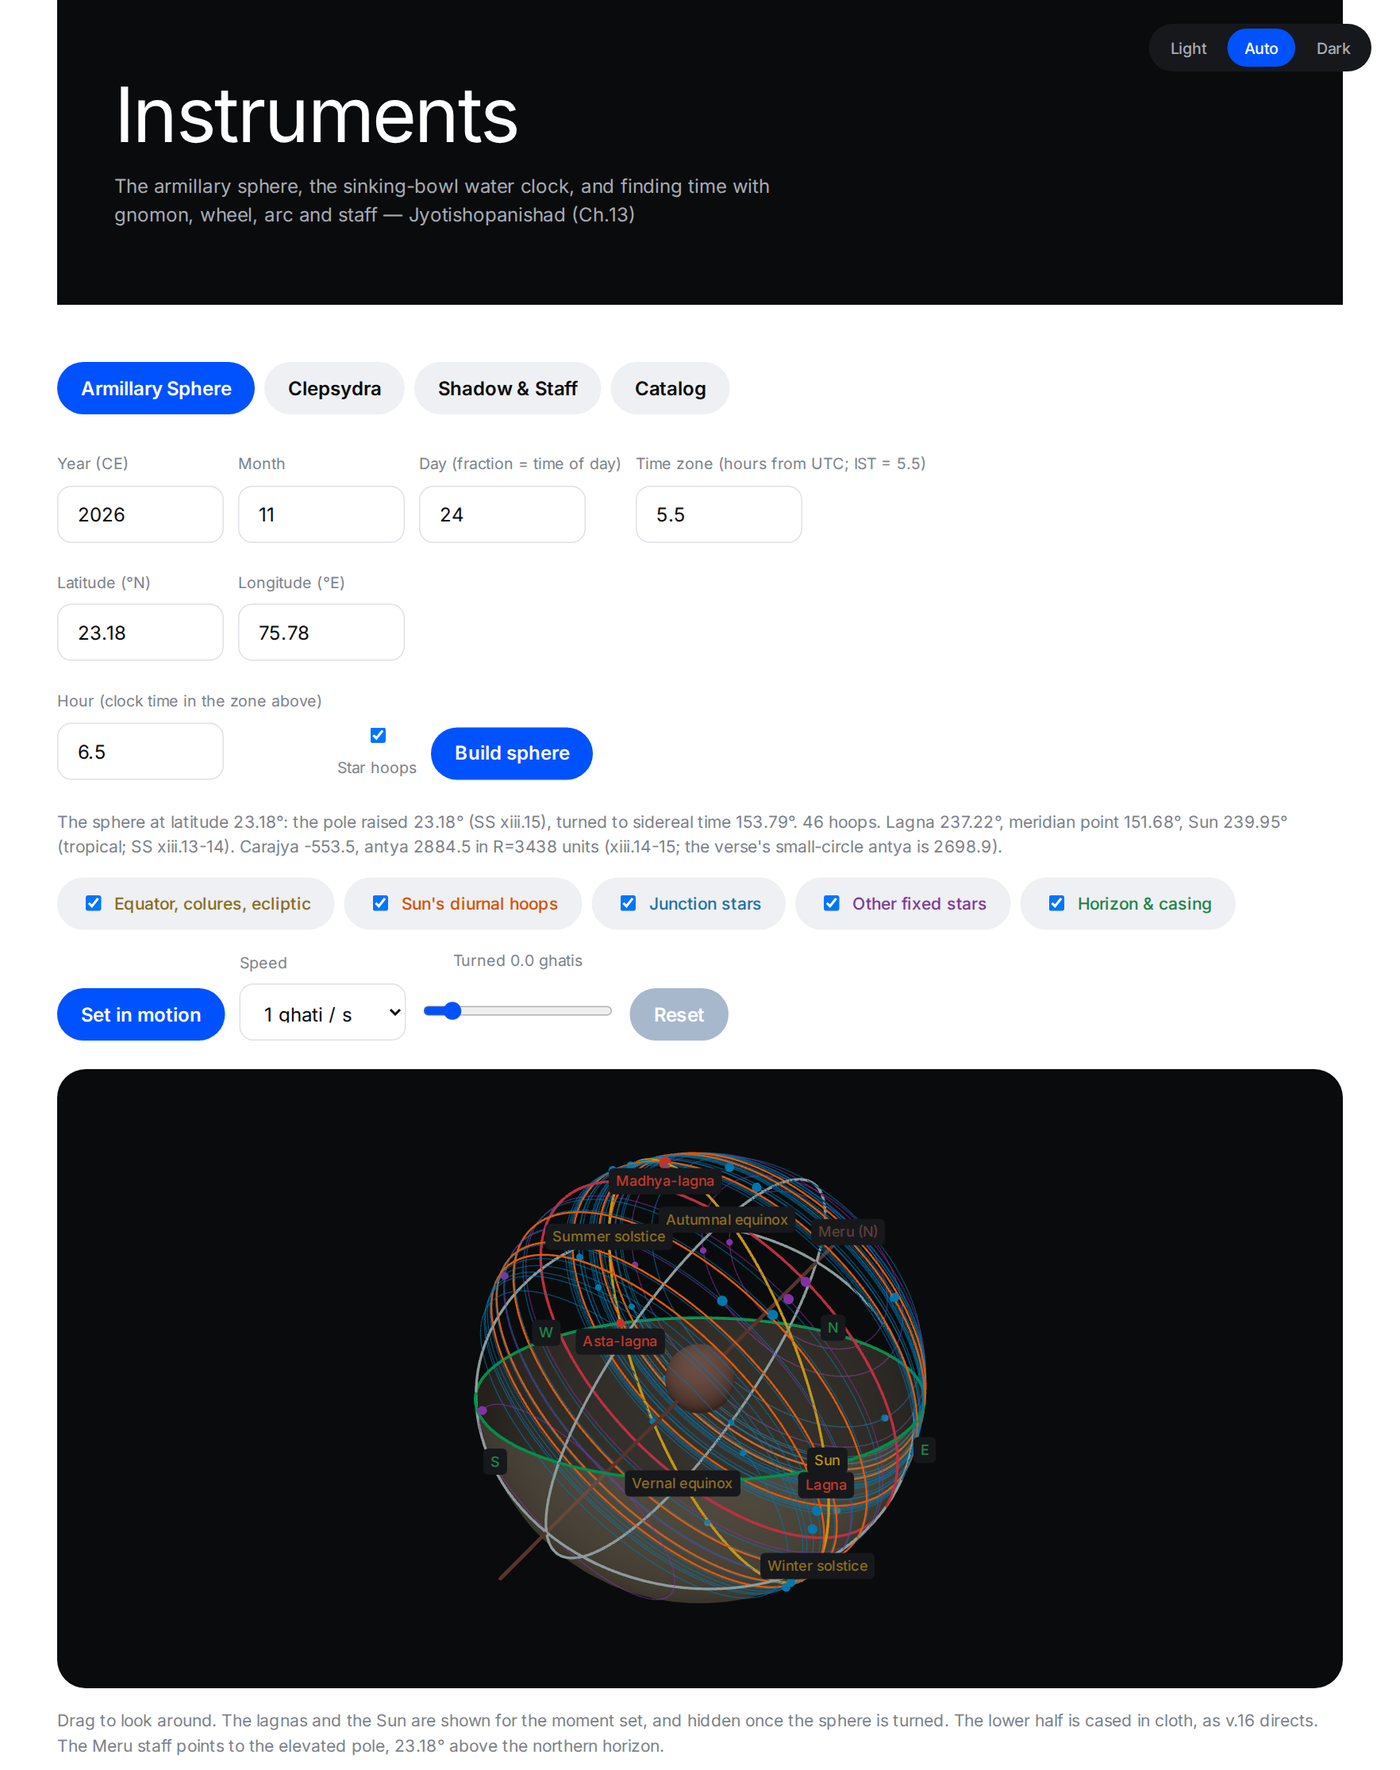 Light Auto Dark
Instruments
The armillary sphere, the sinking-bowl water clock, and finding time with
gnomon, wheel, arc and staff — Jyotishopanishad (Ch.13)
Armillary Sphere Clepsydra Shadow & Staff Catalog
Year (CE) Month Day (fraction = time of day) Time zone (hours from UTC; IST = 5.5)
2026 11 24 5.5
Latitude (°N) Longitude (°E)
23.18 75.78
Hour (clock time in the zone above)
6.5 Star hoops Build sphere
The sphere at latitude 23.18°: the pole raised 23.18° (SS xiii.15), turned to sidereal time 153.79°. 46 hoops. Lagna 237.22°, meridian point 151.68°, Sun 239.95°
(tropical; SS xiii.13-14). Carajya -553.5, antya 2884.5 in R=3438 units (xiii.14-15; the verse's small-circle antya is 2698.9).
Equator, colures, ecliptic Sun's diurnal hoops Junction stars Other fixed stars Horizon & casing
Speed Turned 0.0 ghatis
Set in motion 1 ghati / s Reset
Madhya-lagna
Autumnal equinox
Summer solstice Meru (N)
W N
Asta-lagna
E
S Sun
Vernal equinox Lagna
Winter solstice
Drag to look around. The lagnas and the Sun are shown for the moment set, and hidden once the sphere is turned. The lower half is cased in cloth, as v.16 directs.
The Meru staff points to the elevated pole, 23.18° above the northern horizon.